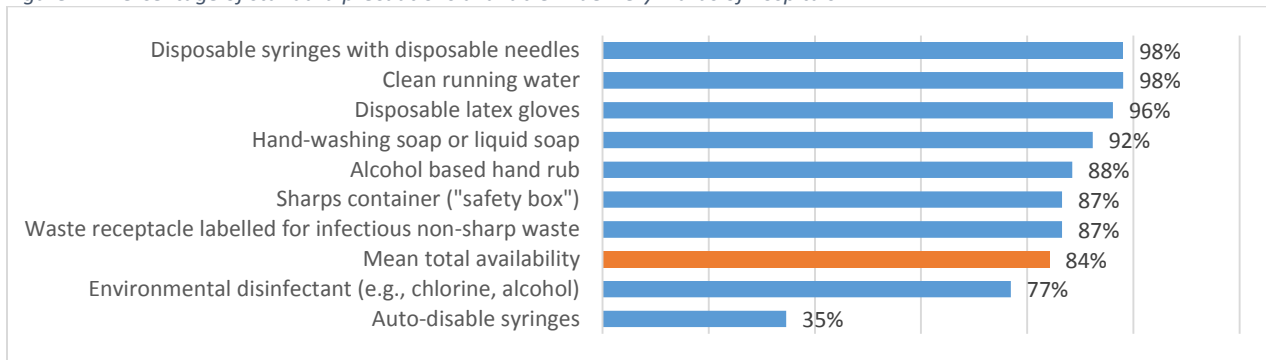 Disposable syringes with disposable needles 98%
Clean running water 98%
Disposable latex gloves 96%
Hand-washing soap or liquid soap 92%
Alcohol based hand rub 88%
Sharps container ("safety box") 87%
Waste receptacle labelled for infectious non-sharp waste 87%
Mean total availability 84%
Environmental disinfectant (e.g., chlorine, alcohol) 77%
Auto-disable syringes 35%